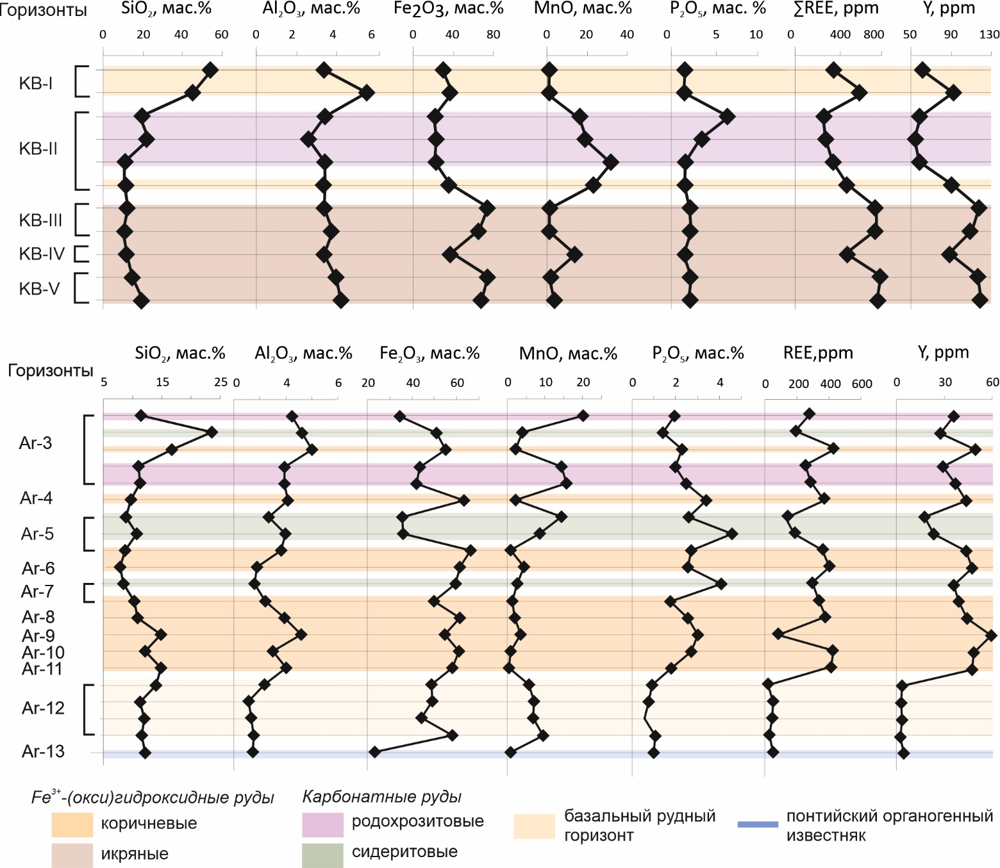 Горизонты SiO₂, мас.% Al₂O₃, мас.% Fe2O3, мас.% MnO, мас.% P₂O₅, мас. % ∑REE, ppm Y, ppm
0 20 40 60 0 2 4 6 0 40 80 0 20 40 0 5 10 0 400 800 50 90 130
КВ-I
КВ-II
КВ-III
КВ-IV
КВ-V
SiO₂, мас.% Al₂O₃, мас.% Fe₂O₃, мас.% MnO, мас.% P₂O₅, мас.% REE,ppm Y, ppm
Горизонты
5 15 25 0 4 6 20 40 60 0 10 20 0 2 4 0 200 400 600 0 30 60
Ar-3
Ar-4
Ar-5
Ar-6
Ar-7
Ar-8
Ar-9
Ar-10
Ar-11
Ar-12
Ar-13
Fe³⁺-(окси)гидроксидные руды
коричневые
икряные
Карбонатные руды
родохрозитовые
сидеритовые
базальный рудный
горизонт
понтийский органогенный
известняк